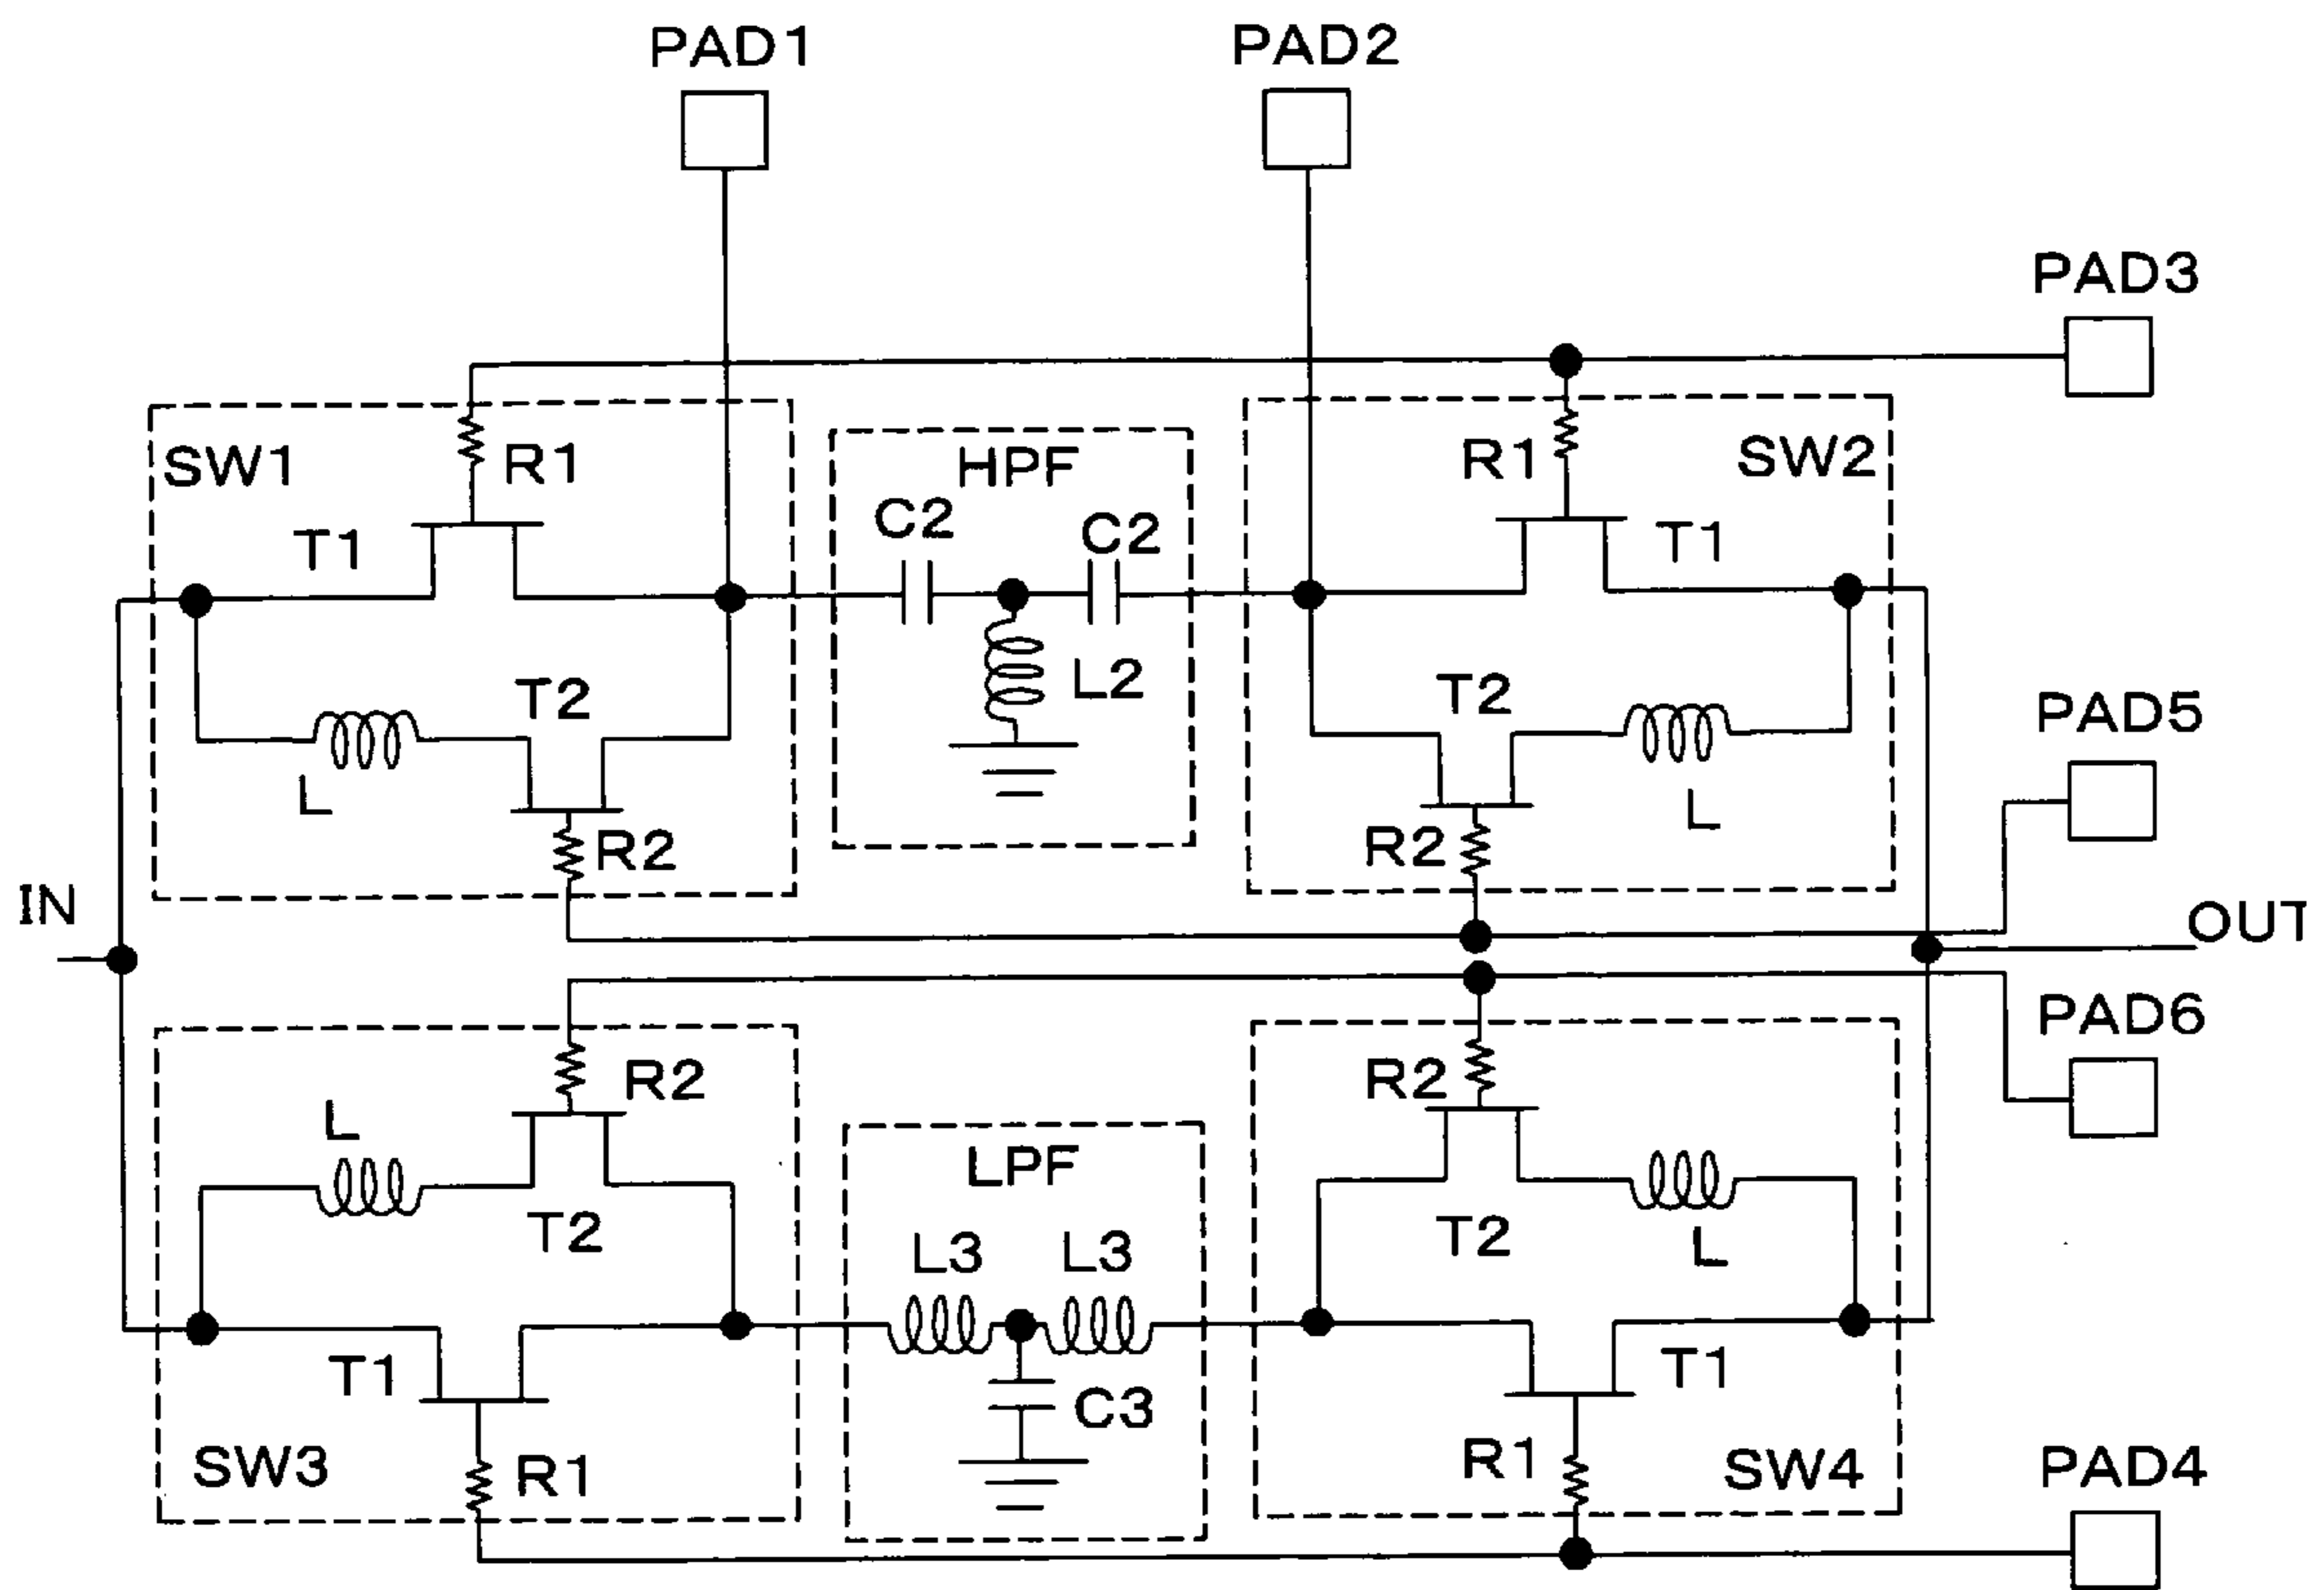 PAD1
PAD2
PAD3
SW1
R1
HPF
R1
SW2
C2
C2
T1
T1
T2
L2
T2
PAD5
L
R2
R2
L
IN
OUT
PAD6
R2
R2
L
LPF
T2
T2
L
L3
L3
T1
C3
T1
SW3
R1
R1
SW4
PAD4